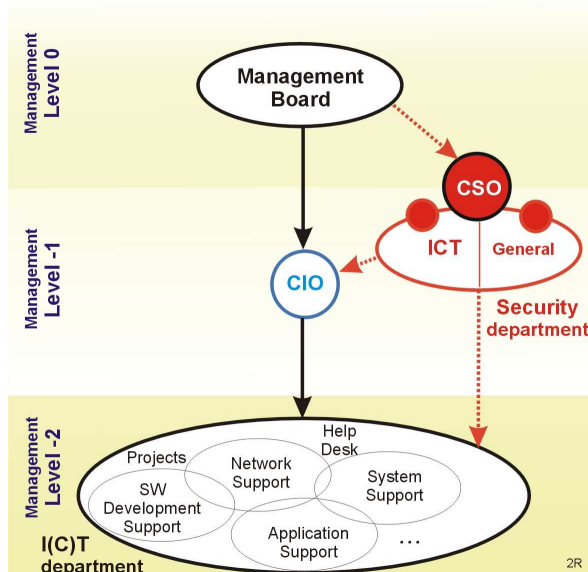 Management
Level 0
Management
Board
CSO
ICT
General
Management
Level -1
CIO
Security
department
Management
Level -2
Projects
Help
Desk
Network
Support
System
Support
SW
Development
Support
Application
Support
...
I(C)T
department
2R